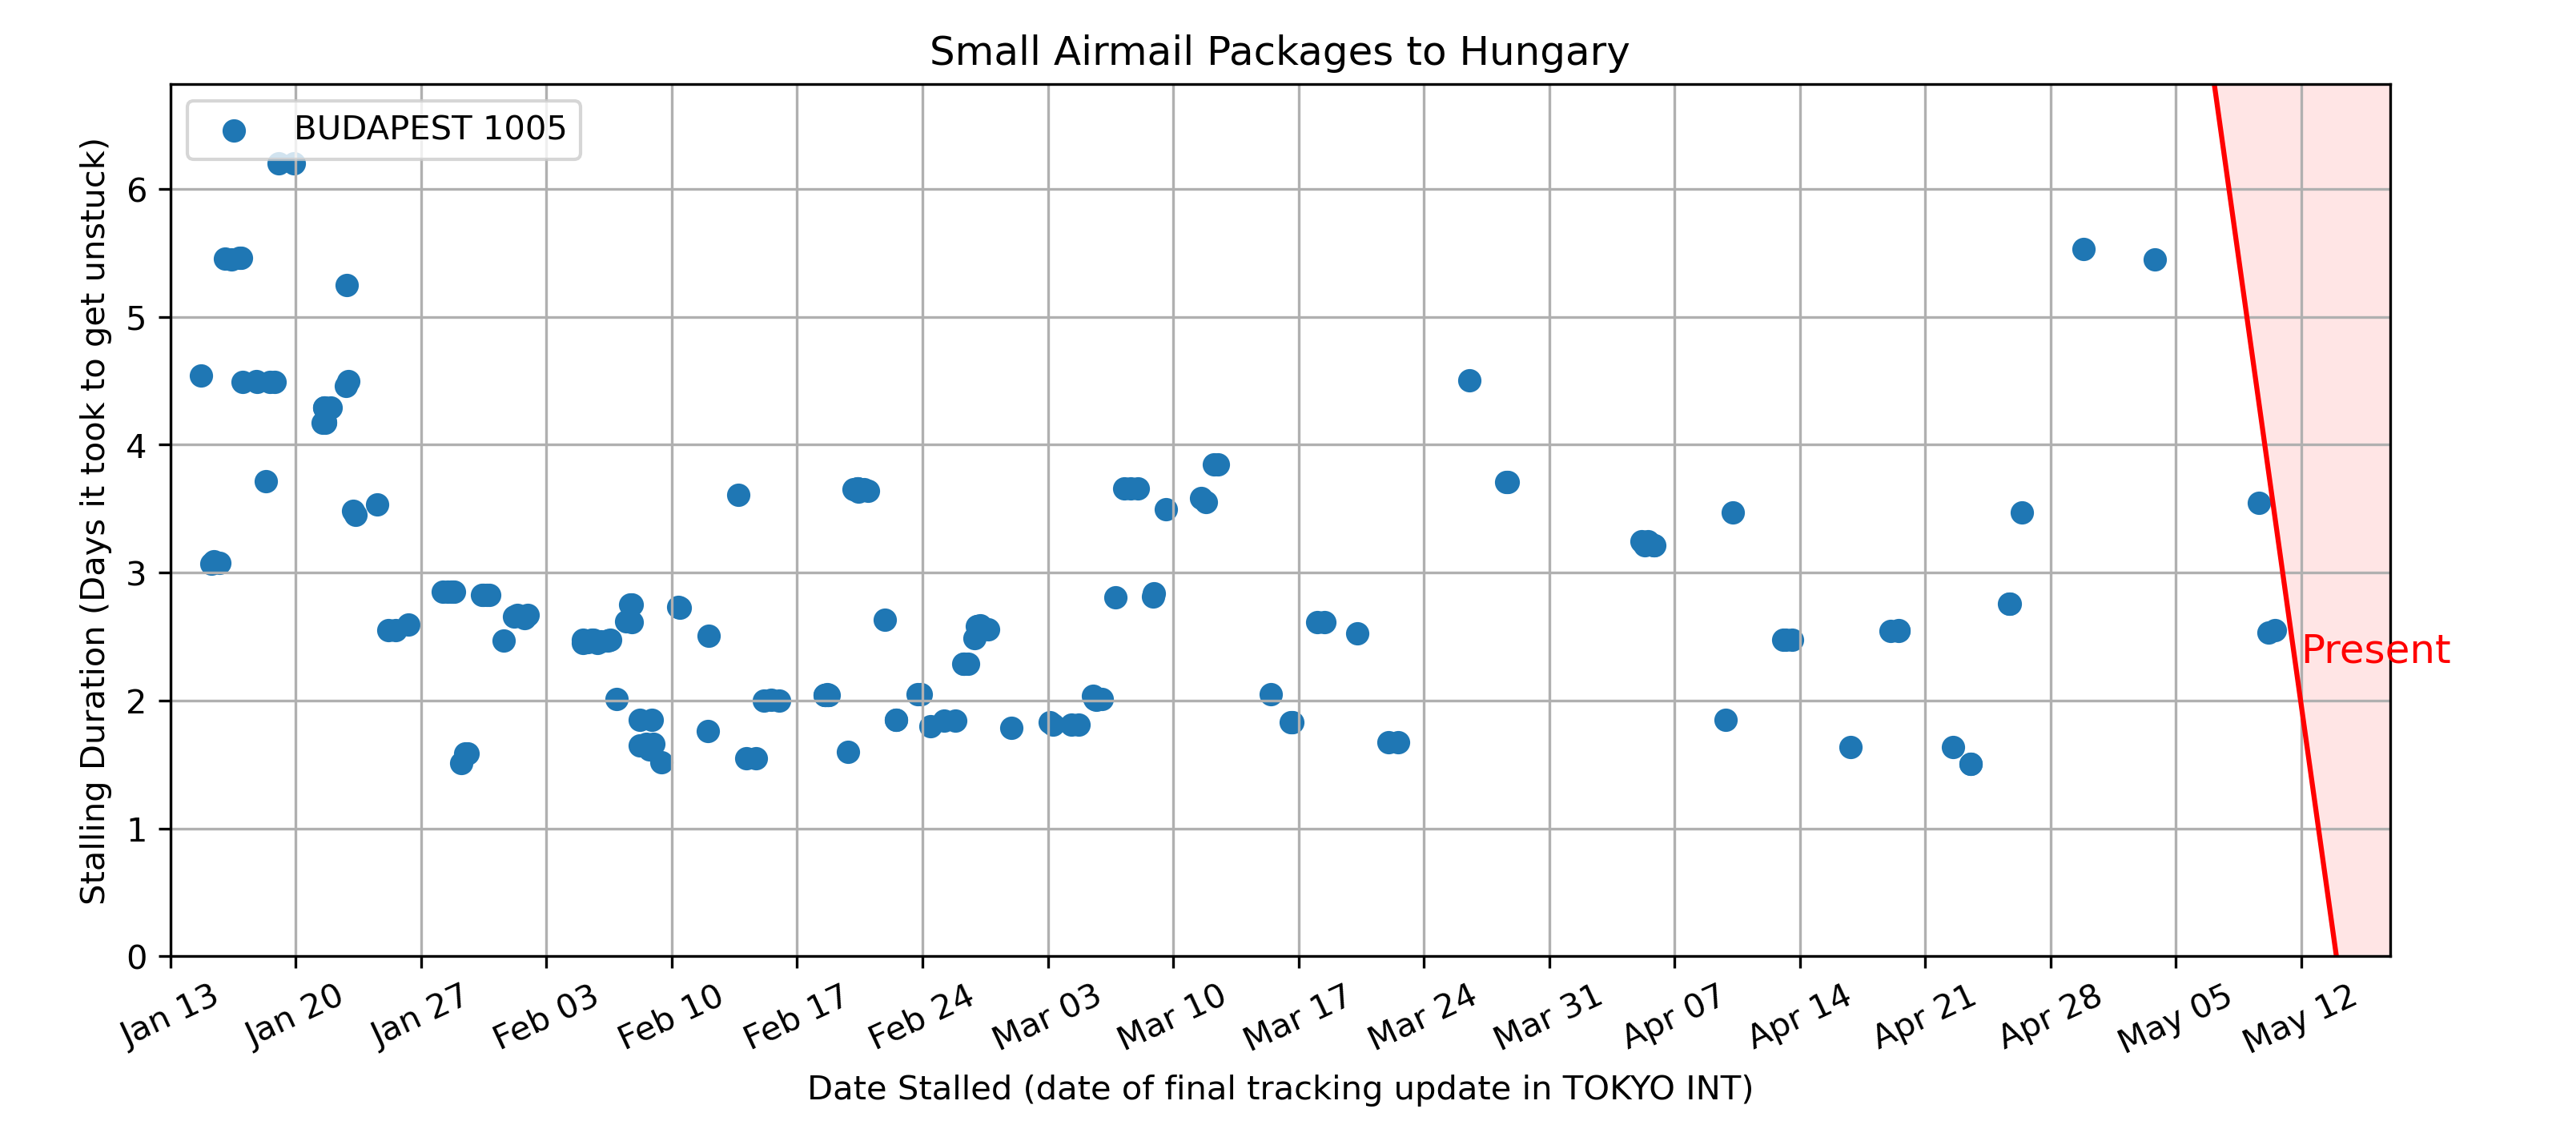 Small Airmail Packages to Hungary
BUDAPEST 1005
Stalling Duration (Days it took to get unstuck)
6
5
4
3
2
1
0
Present
Jan 13
Jan 20
Jan 27
Feb 03
Feb 10
Feb 17
Feb 24
Mar 03
Mar 10
Mar 17
Mar 24
Mar 31
Apr 07
Apr 14
Apr 21
Apr 28
May 05
May 12
Date Stalled (date of final tracking update in TOKYO INT)